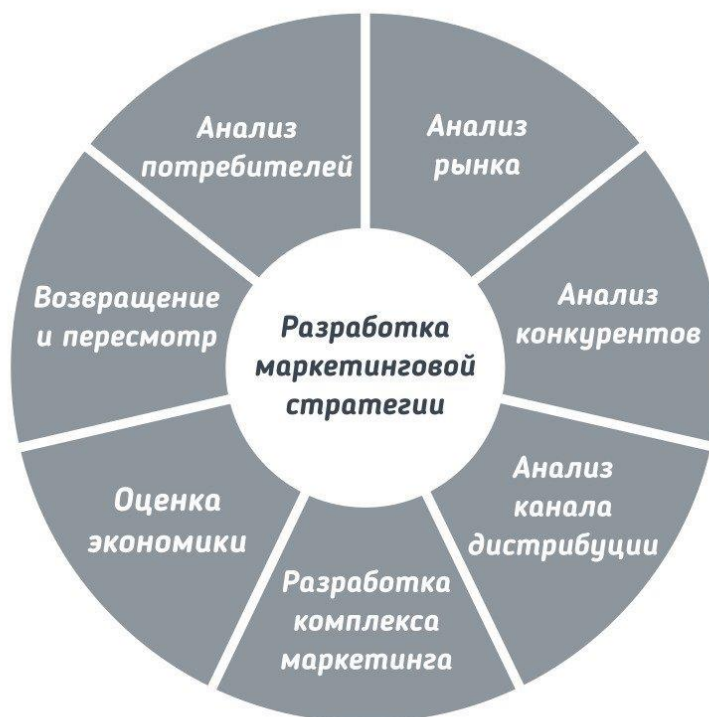 Анализ
потребителей
Анализ
рынка
Анализ
конкурентов
Анализ
канала
дистрибуции
Разработка
комплекса
маркетинга
Оценка
экономики
Возвращение
и пересмотр
Разработка
маркетинговой
стратегии